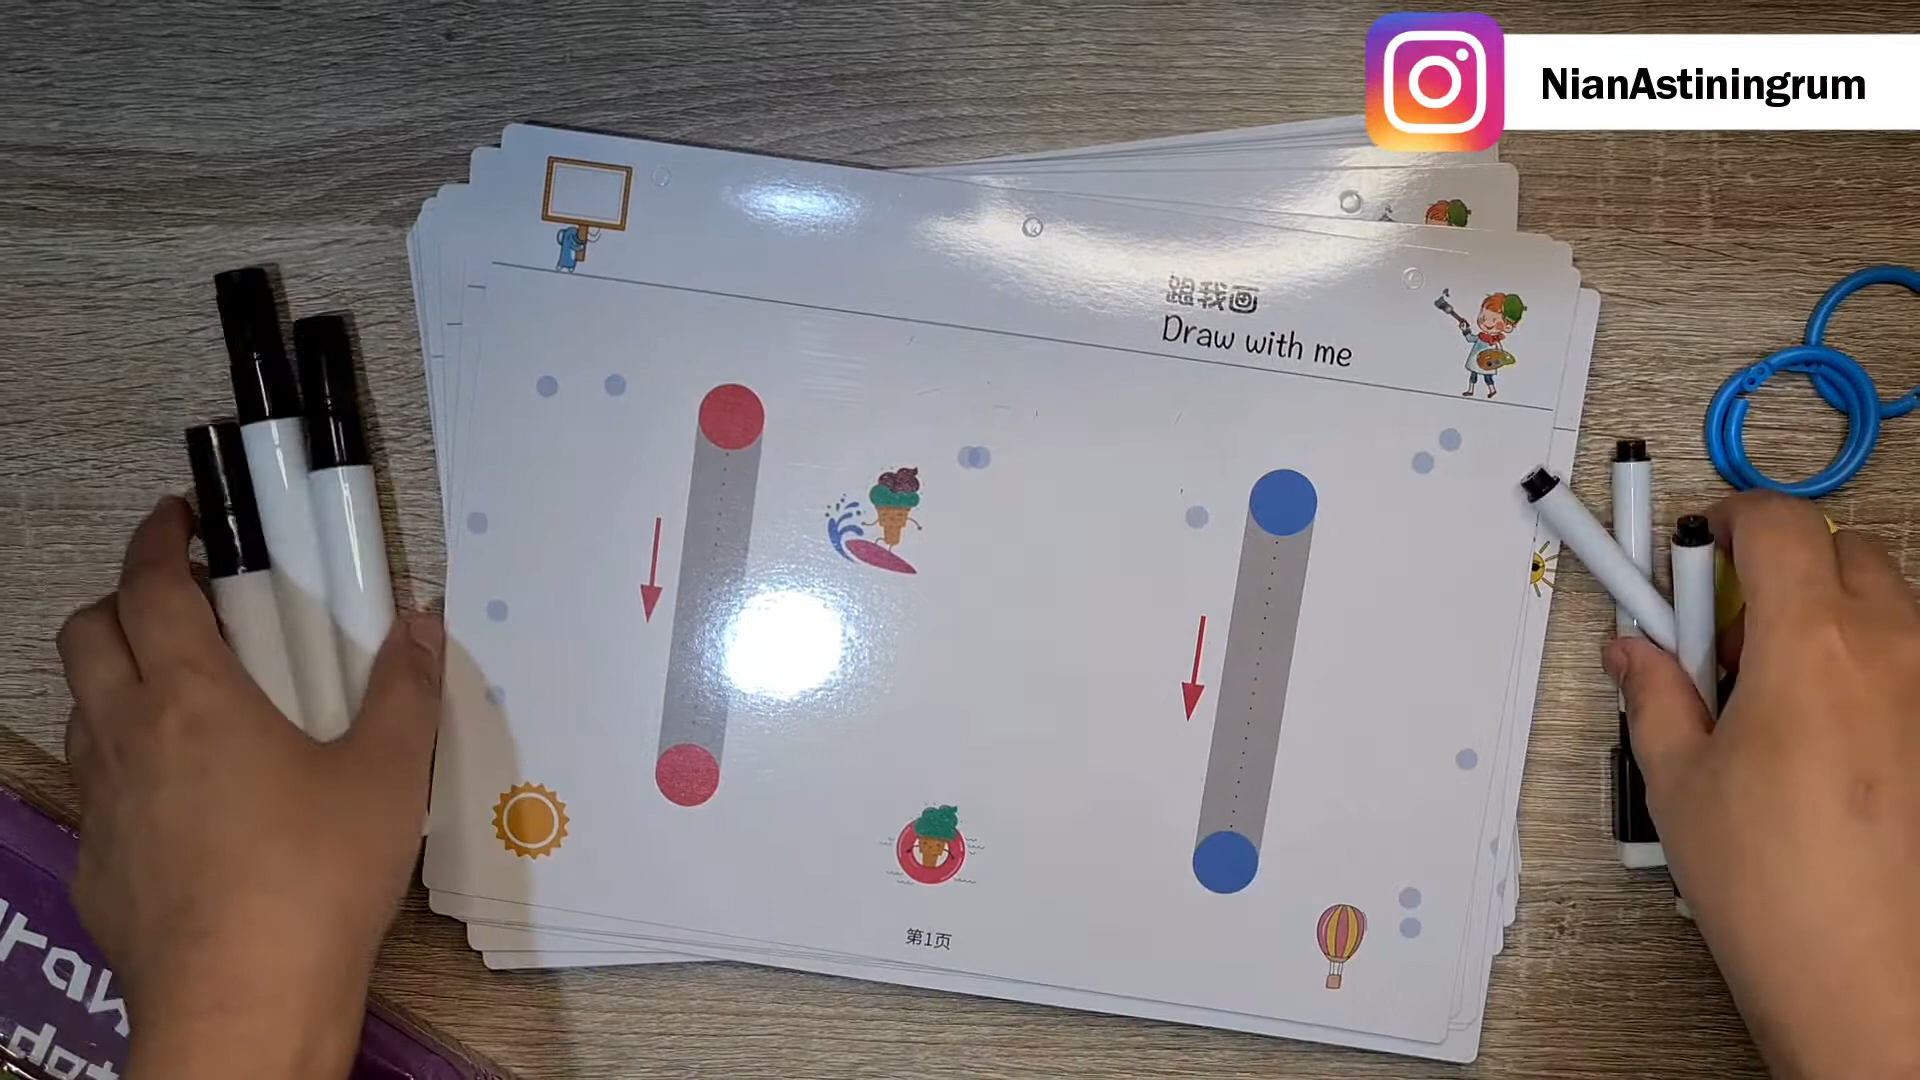 NianAstiningrum
跟我画
Draw with me
第1页